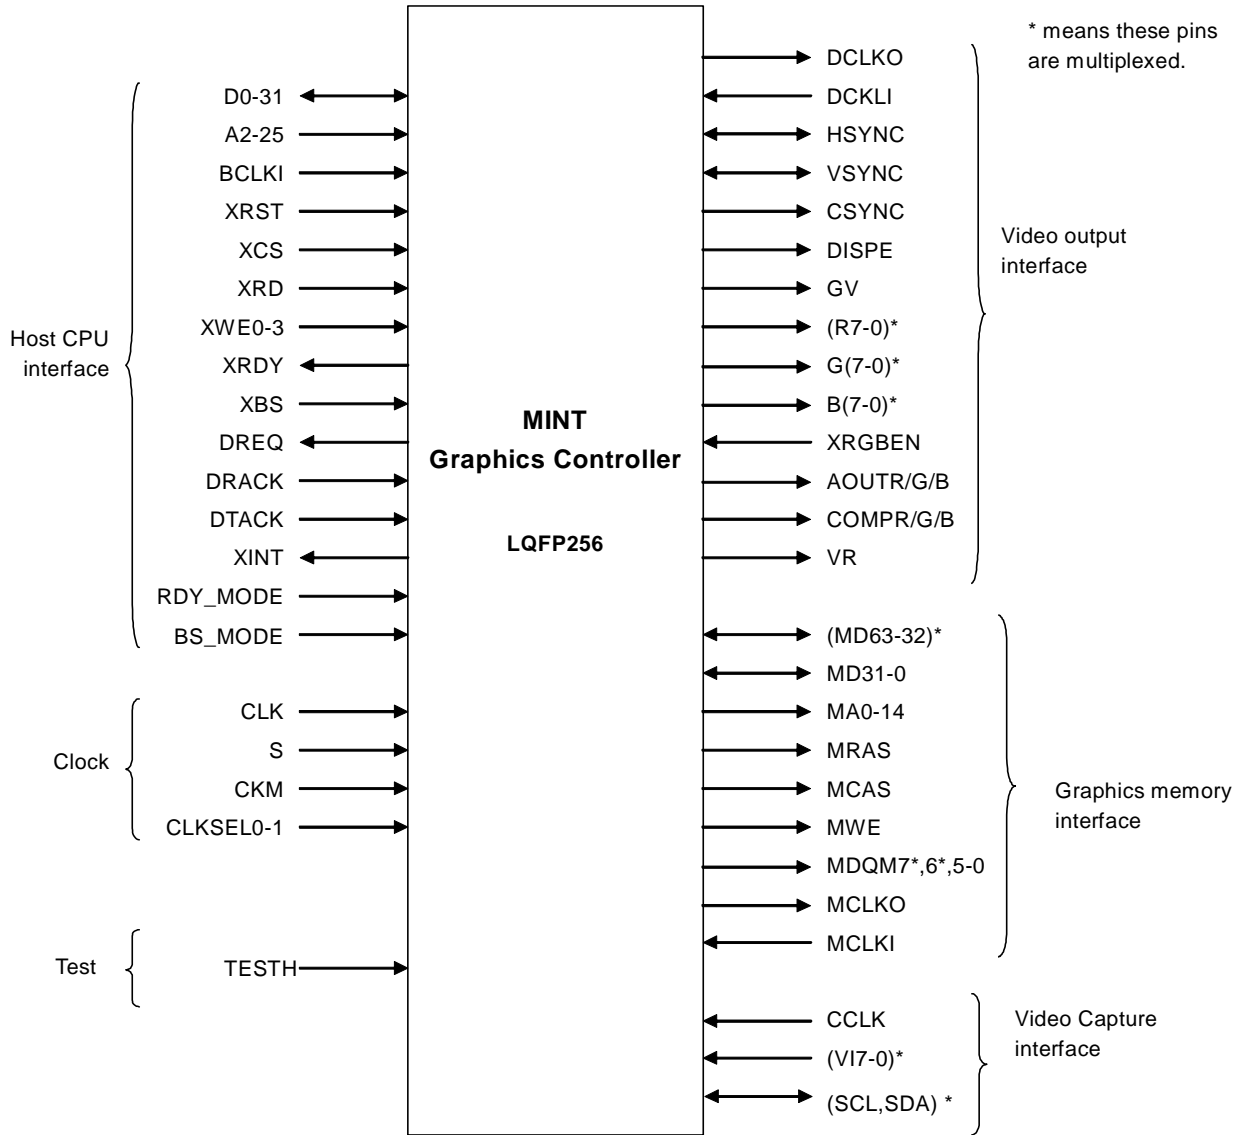 * means these pins
are multiplexed.
Host CPU
interface
D0-31
A2-25
BCLKI
XRST
XCS
XRD
XWE0-3
XRDY
XBS
DREQ
DRACK
DTACK
XINT
RDY_MODE
BS_MODE
Clock
CLK
S
CKM
CLKSEL0-1
Test
TESTH
MINT
Graphics Controller
LQFP256
DCLKO
DCKLI
HSYNC
VSYNC
CSYNC
DISPE
GV
(R7-0)*
G(7-0)*
B(7-0)*
XRGBEN
AOUTR/G/B
COMPR/G/B
VR
Video output
interface
(MD63-32)*
MD31-0
MA0-14
MRAS
MCAS
MWE
MDQM7*,6*,5-0
MCLKO
MCLKI
Graphics memory
interface
CCLK
(VI7-0)*
(SCL,SDA) *
Video Capture
interface